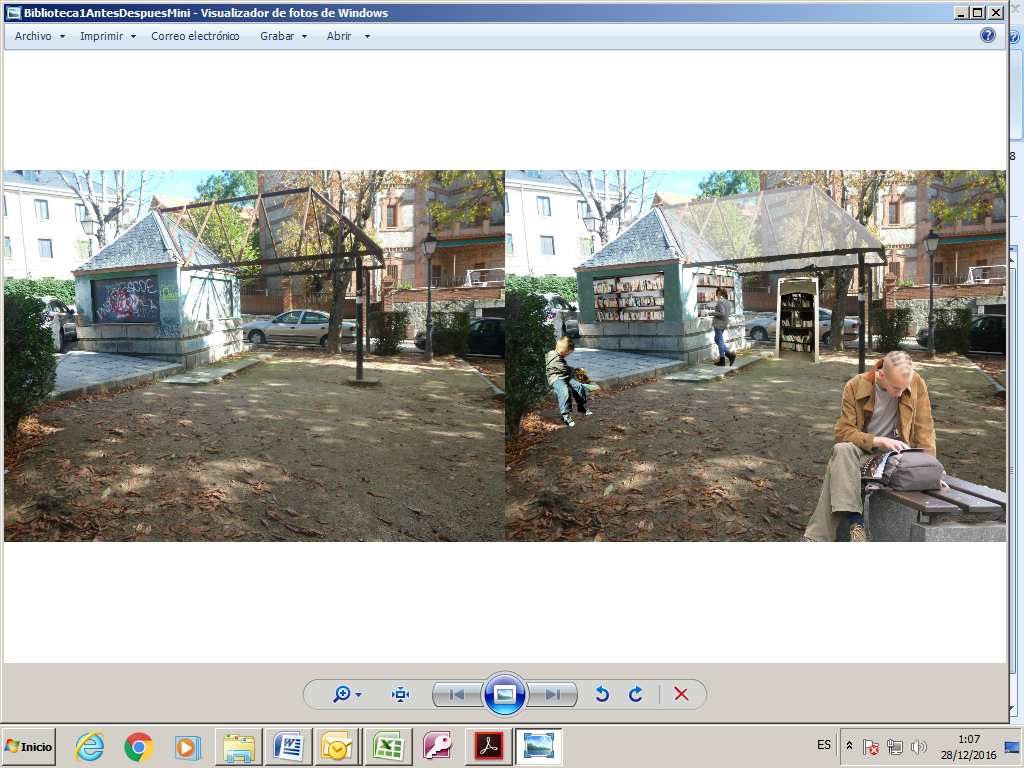 Biblioteca1AntesDespuesMini - Visualizador de fotos de Windows
Archivo Imprimir Correo electrónico Grabar Abrir
8
Inicio
ES
1:07
28/12/2016